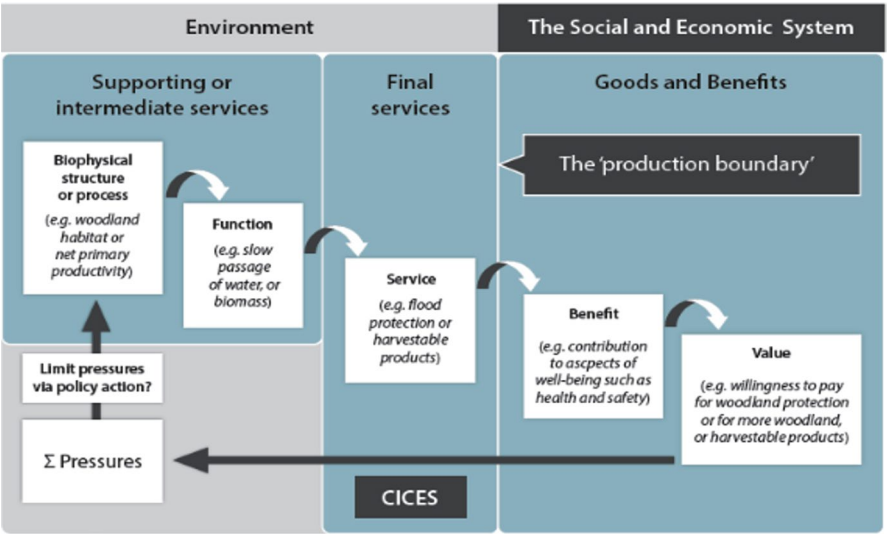 Environment
The Social and Economic System
Supporting or
intermediate services
Final
services
Goods and Benefits
The ‘production boundary’
Biophysical
structure
or process
(e.g. woodland
habitat or
net primary
productivity)
Function
(e.g. slow
passage
of water, or
biomass)
Service
(e.g. flood
protection or
harvestable
products)
Benefit
(e.g. contribution
to ascpects of
well-being such as
health and safety)
Value
(e.g. willingness to pay
for woodland protection
or for more woodland,
or harvestable products)
Limit pressures
via policy action?
Σ Pressures
CICES